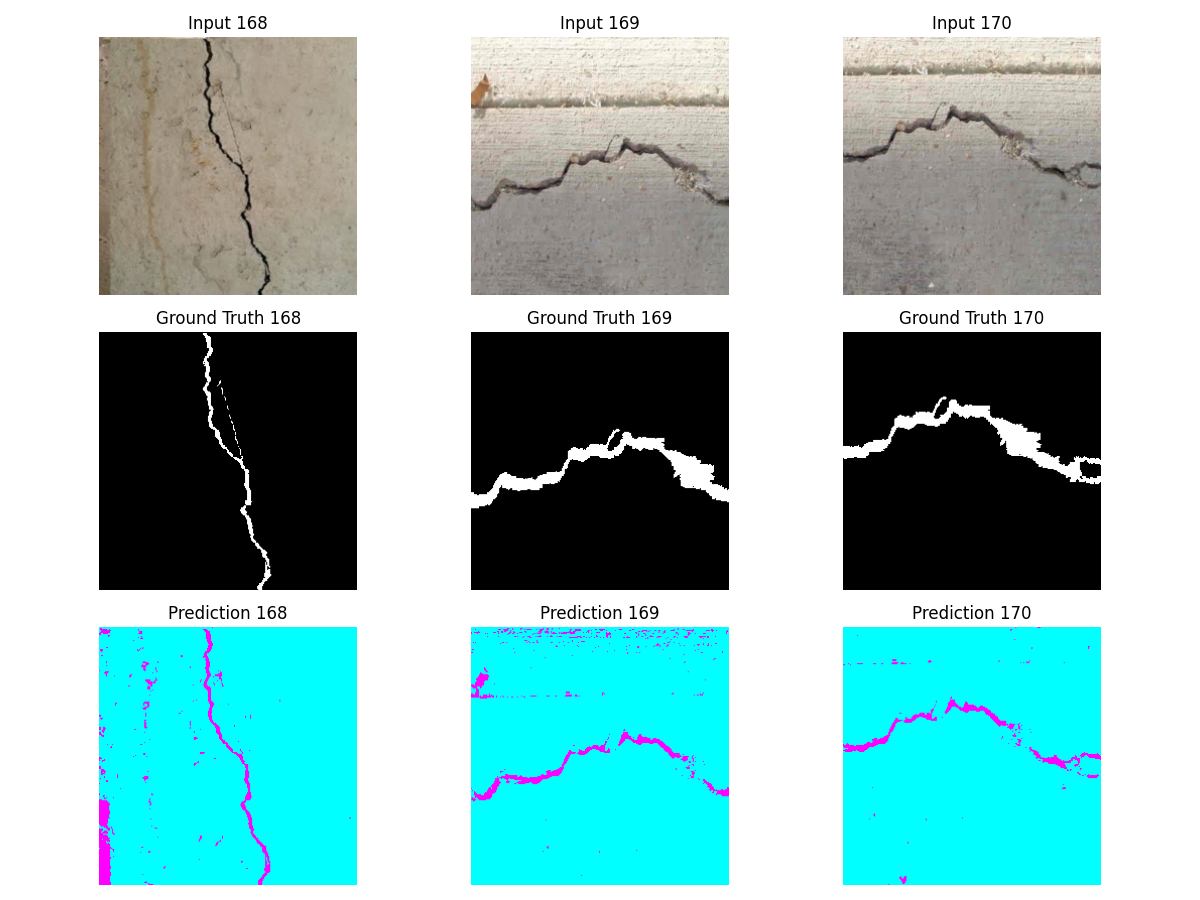 Input 168
Input 169
Input 170
Ground Truth 168
Ground Truth 169
Ground Truth 170
Prediction 168
Prediction 169
Prediction 170